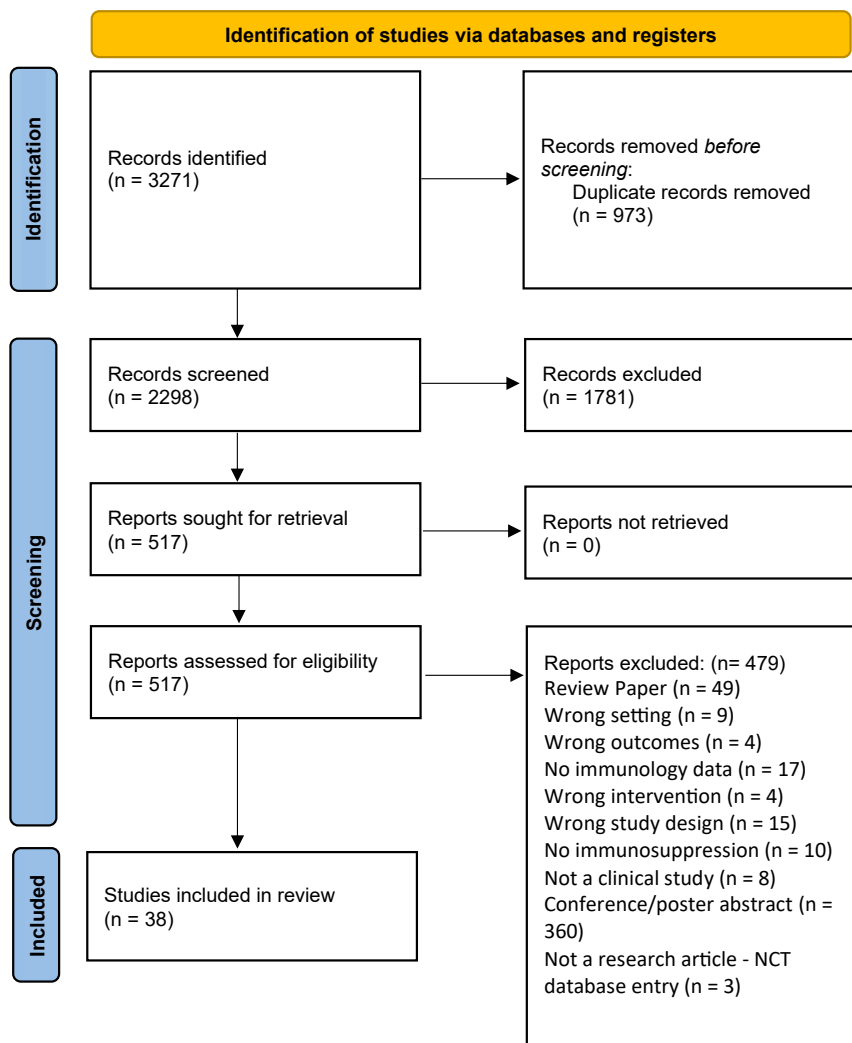 Identification of studies via databases and registers
Identification
Records identified
(n = 3271)
Records removed before
screening:
Duplicate records removed
(n = 973)
Screening
Records screened
(n = 2298)
Records excluded
(n = 1781)
Reports sought for retrieval
(n = 517)
Reports not retrieved
(n = 0)
Reports assessed for eligibility
(n = 517)
Reports excluded: (n= 479)
Review Paper (n = 49)
Wrong setting (n = 9)
Wrong outcomes (n = 4)
No immunology data (n = 17)
Wrong intervention (n = 4)
Wrong study design (n = 15)
No immunosuppression (n = 10)
Not a clinical study (n = 8)
Conference/poster abstract (n =
360)
Not a research article - NCT
database entry (n = 3)
Included
Studies included in review
(n = 38)